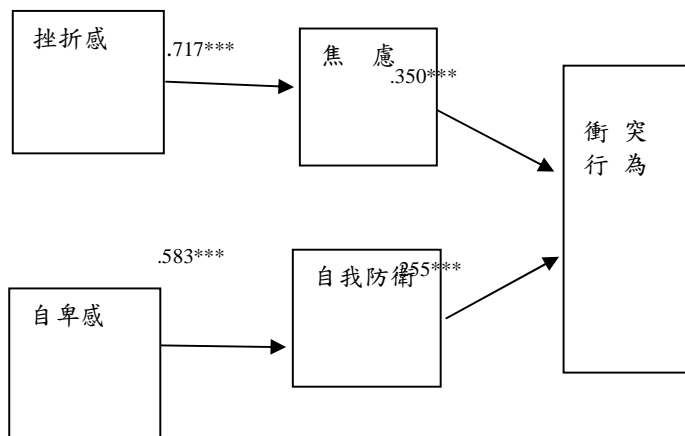 挫折感
.717***
焦 慮
.350***
衝 突
行 為
.583***
自我防衛
.255***
自卑感